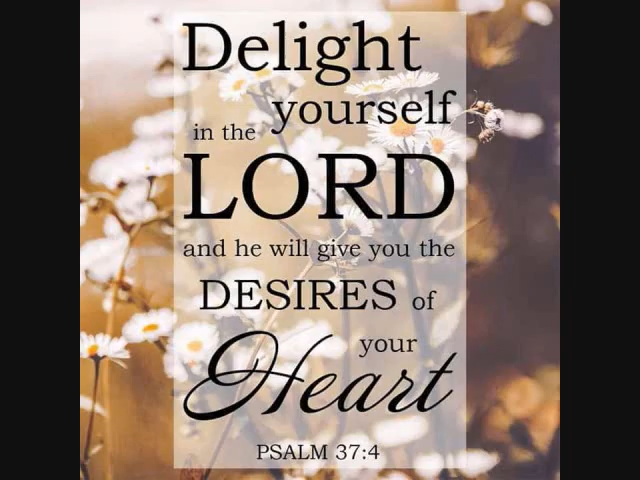 Delight
yourself
in the
LORD
and he will give you the
DESIRES of
your
Heart
PSALM 37:4